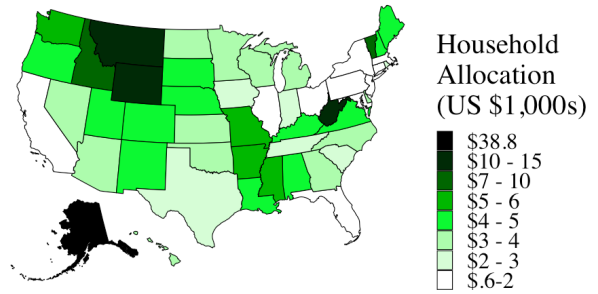 Household
Allocation
(US $1,000s)
$38.8
$10 - 15
$7 - 10
$5 - 6
$4 - 5
$3 - 4
$2 - 3
$.6-2